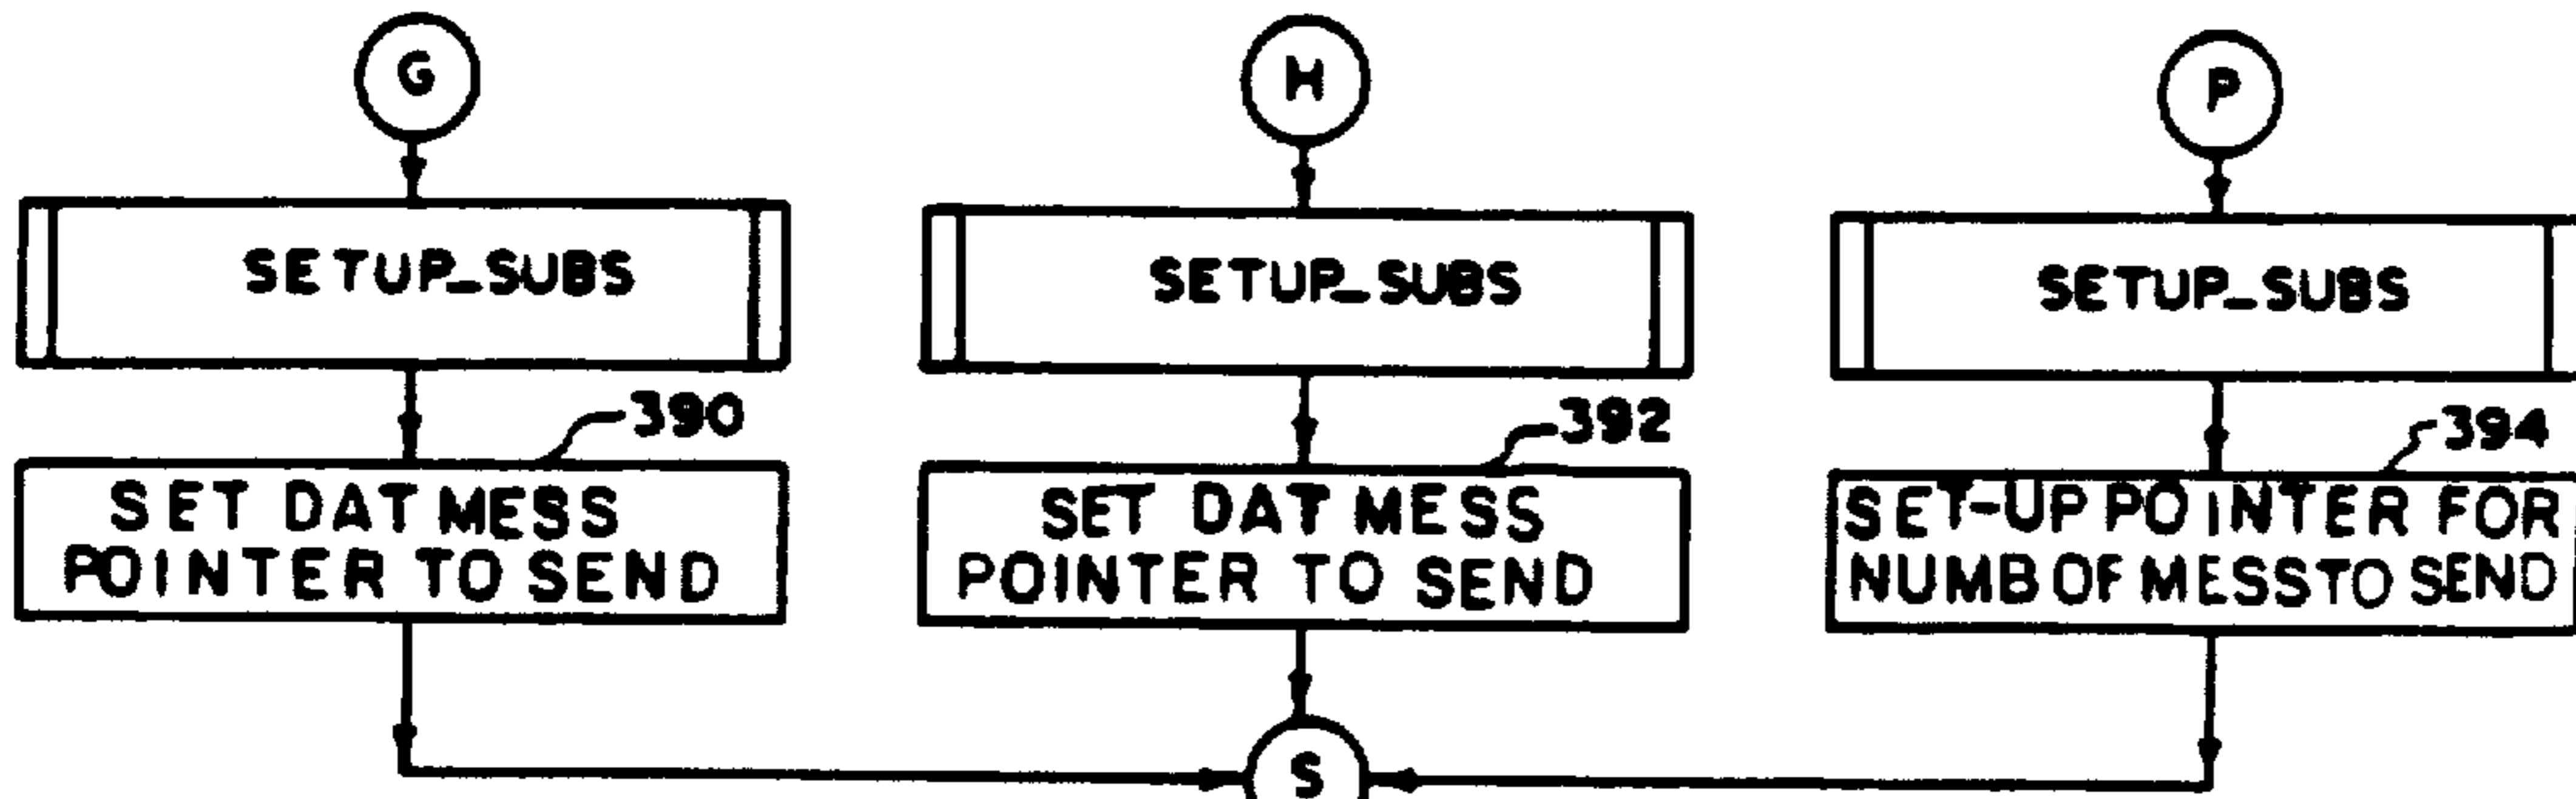 G
H
P
SETUP_SUBS
SETUP_SUBS
SETUP_SUBS
390
392
394
SET DAT MESS
POINTER TO SEND
SET DAT MESS
POINTER TO SEND
SET-UP POINTER FOR
NUMB OF MESS TO SEND
S